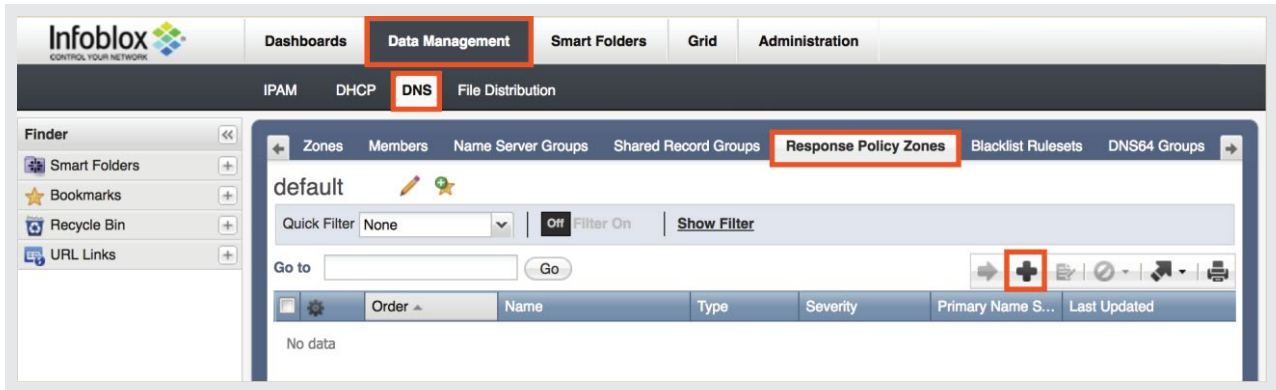 Infoblox
CONTROL YOUR NETWORK
Dashboards Data Management Smart Folders Grid Administration
IPAM DHCP DNS File Distribution
Finder
Smart Folders
Bookmarks
Recycle Bin
URL Links
Zones Members Name Server Groups Shared Record Groups Response Policy Zones Blacklist Rulesets DNS64 Groups
default
Quick Filter None Off Filter On Show Filter
Go to Go
Order Name Type Severity Primary Name S... Last Updated
No data